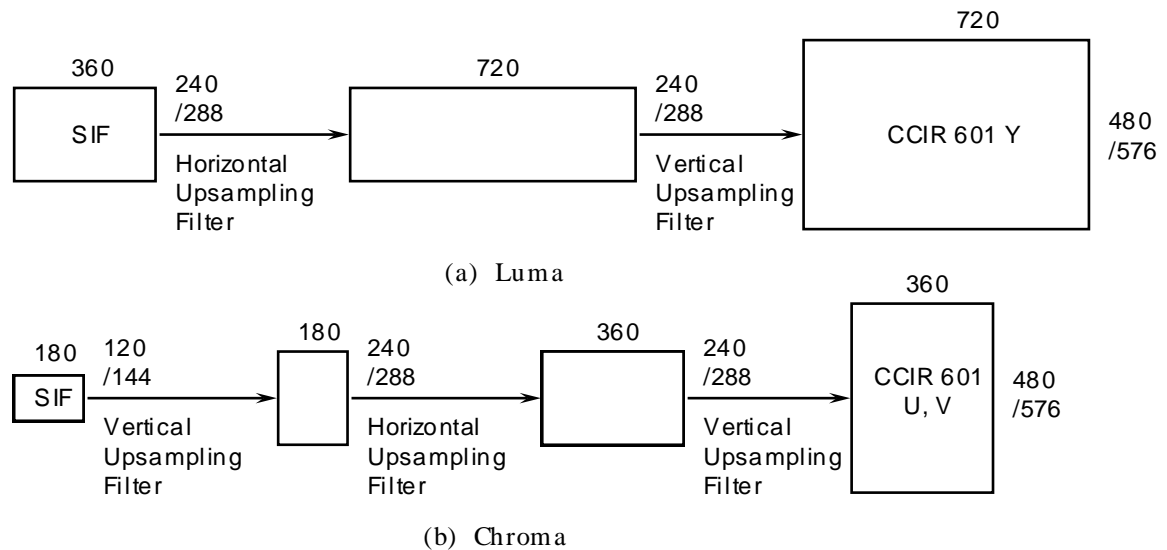 360
SIF
240
/288
Horizontal
Upsampling
Filter
720
240
/288
Vertical
Upsampling
Filter
720
CCIR 601 Y
480
/576
(a) Luma
180
SIF
120
/144
Vertical
Upsampling
Filter
180
240
/288
Horizontal
Upsampling
Filter
360
240
/288
Vertical
Upsampling
Filter
360
CCIR 601
U, V
480
/576
(b) Chroma